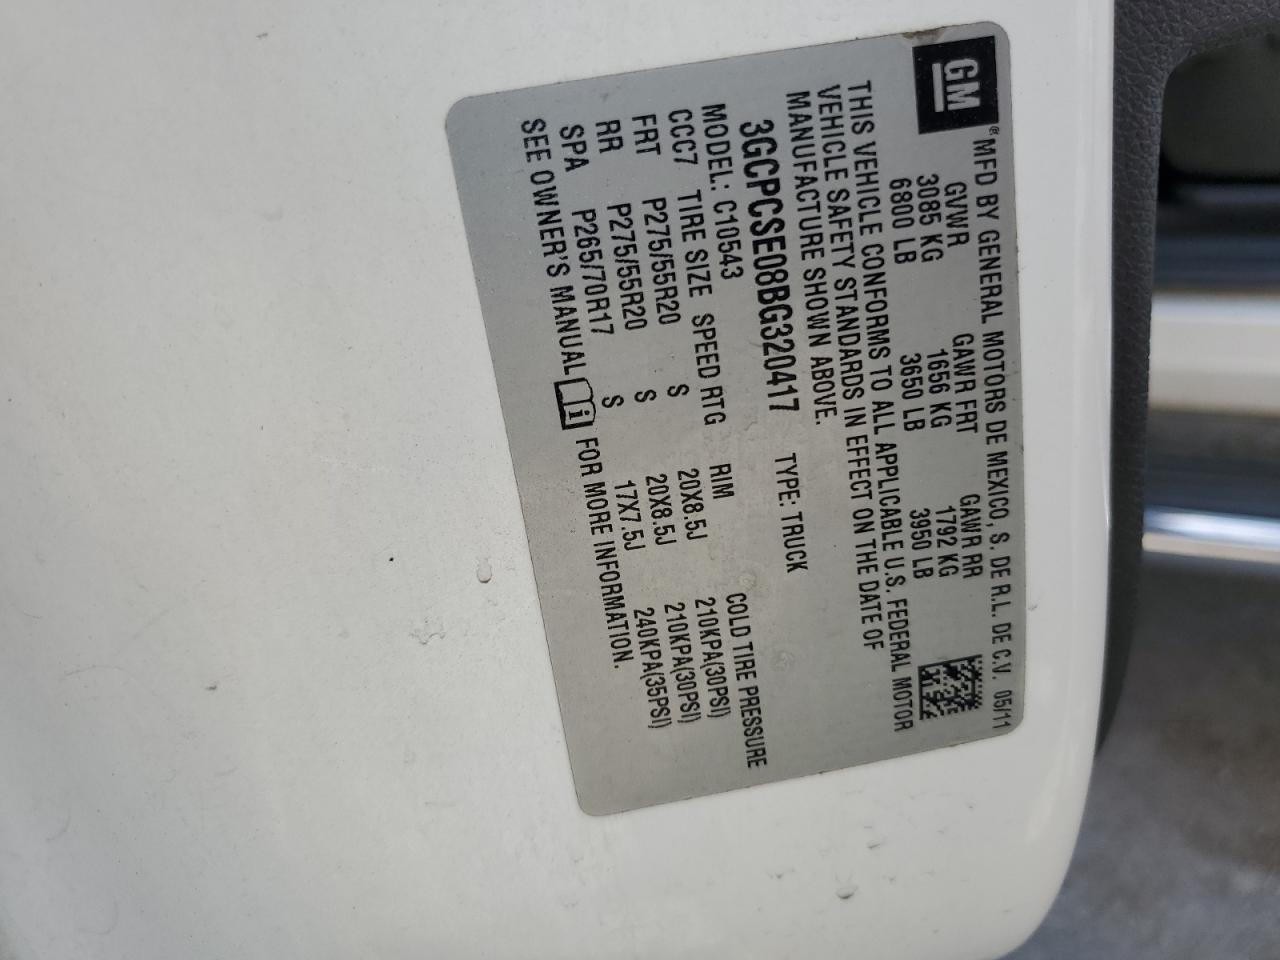 GM
® MFD BY GENERAL MOTORS DE MEXICO, S. DE R.L. DE C.V. 05/11
GVWR GAWR FRT GAWR RR
3085 KG 1656 KG 1792 KG
6800 LB 3650 LB 3950 LB
THIS VEHICLE CONFORMS TO ALL APPLICABLE U.S. FEDERAL MOTOR
VEHICLE SAFETY STANDARDS IN EFFECT ON THE DATE OF
MANUFACTURE SHOWN ABOVE.
3GCPCSE08BG320417 TYPE: TRUCK
MODEL: C10543
CCC7 TIRE SIZE SPEED RTG RIM COLD TIRE PRESSURE
FRT P275/55R20 S 20X8.5J 210KPA(30PSI)
RR P275/55R20 S 20X8.5J 210KPA(30PSI)
SPA P265/70R17 S 17X7.5J 240KPA(35PSI)
SEE OWNER'S MANUAL i FOR MORE INFORMATION.